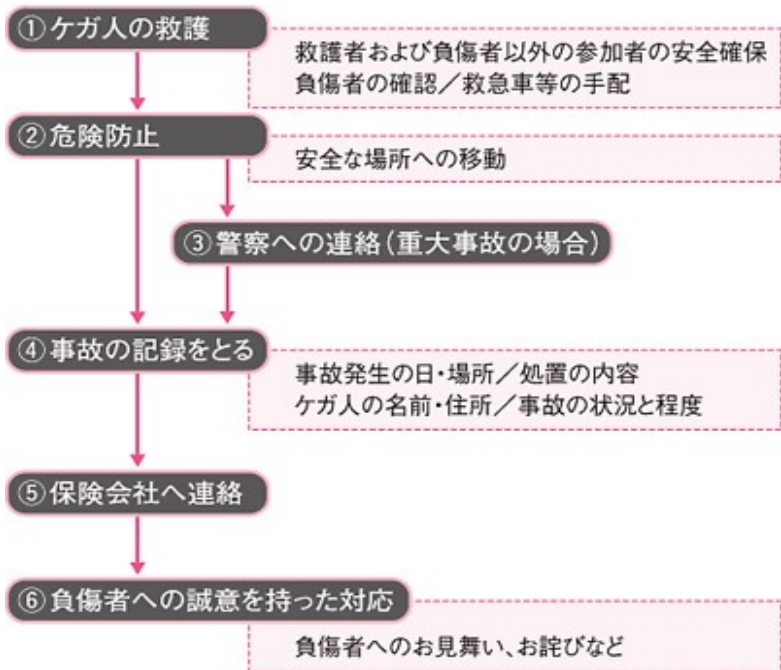 ①ケガ人の救護
救護者および負傷者以外の参加者の安全確保
負傷者の確認／救急車等の手配
②危険防止
安全な場所への移動
③警察への連絡(重大事故の場合)
④事故の記録をとる
事故発生の日・場所／処置の内容
ケガ人の名前・住所／事故の状況と程度
⑤保険会社へ連絡
⑥負傷者への誠意を持った対応
負傷者へのお見舞い、お詫びなど